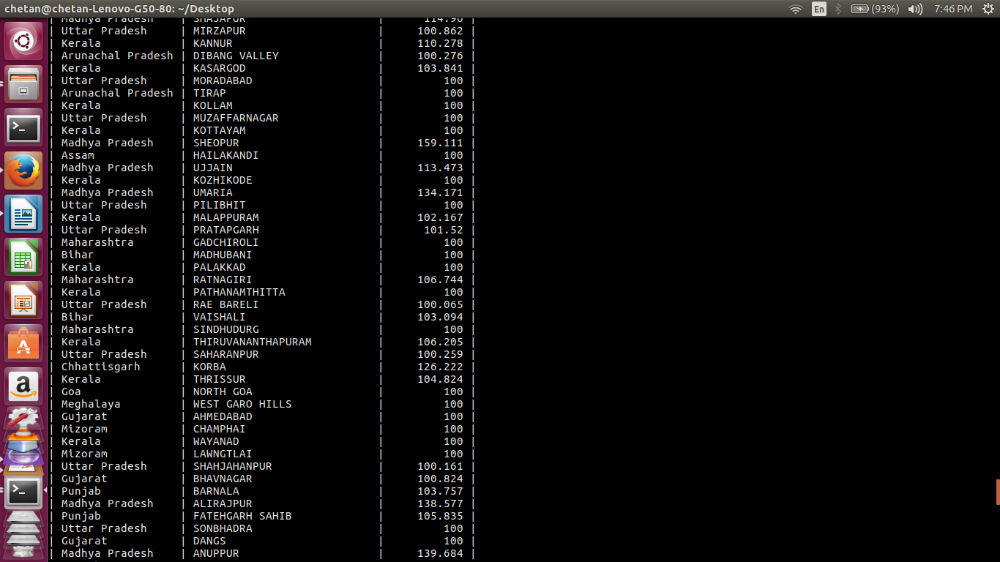 chetan@chetan-Lenovo-G50-80: ~/Desktop En (93%) 7:46 PM
| Madhya Pradesh | SHAJAPUR | 114.96 |
| Uttar Pradesh | MIRZAPUR | 100.862 |
| Kerala | KANNUR | 110.278 |
| Arunachal Pradesh | DIBANG VALLEY | 100.276 |
| Kerala | KASARGOD | 103.841 |
| Uttar Pradesh | MORADABAD | 100 |
| Arunachal Pradesh | TIRAP | 100 |
| Kerala | KOLLAM | 100 |
| Uttar Pradesh | MUZAFFARNAGAR | 100 |
| Kerala | KOTTAYAM | 100 |
| Madhya Pradesh | SHEOPUR | 159.111 |
| Assam | HAILAKANDI | 100 |
| Madhya Pradesh | UJJAIN | 113.473 |
| Kerala | KOZHIKODE | 100 |
| Madhya Pradesh | UMARIA | 134.171 |
| Uttar Pradesh | PILIBHIT | 100 |
| Kerala | MALAPPURAM | 102.167 |
| Uttar Pradesh | PRATAPGARH | 101.52 |
| Maharashtra | GADCHIROLI | 100 |
| Bihar | MADHUBANI | 100 |
| Kerala | PALAKKAD | 100 |
| Maharashtra | RATNAGIRI | 106.744 |
| Kerala | PATHANAMTHITTA | 100 |
| Uttar Pradesh | RAE BARELI | 100.065 |
| Bihar | VAISHALI | 103.094 |
| Maharashtra | SINDHUDURG | 100 |
| Kerala | THIRUVANANTHAPURAM | 106.205 |
| Uttar Pradesh | SAHARANPUR | 100.259 |
| Chhattisgarh | KORBA | 126.222 |
| Kerala | THRISSUR | 104.824 |
| Goa | NORTH GOA | 100 |
| Meghalaya | WEST GARO HILLS | 100 |
| Gujarat | AHMEDABAD | 100 |
| Mizoram | CHAMPHAI | 100 |
| Kerala | WAYANAD | 100 |
| Mizoram | LAWNGTLAI | 100 |
| Uttar Pradesh | SHAHJAHANPUR | 100.161 |
| Gujarat | BHAVNAGAR | 100.824 |
| Punjab | BARNALA | 103.757 |
| Madhya Pradesh | ALIRAJPUR | 138.577 |
| Punjab | FATEHGARH SAHIB | 105.835 |
| Uttar Pradesh | SONBHADRA | 100 |
| Gujarat | DANGS | 100 |
| Madhya Pradesh | ANUPPUR | 139.684 |